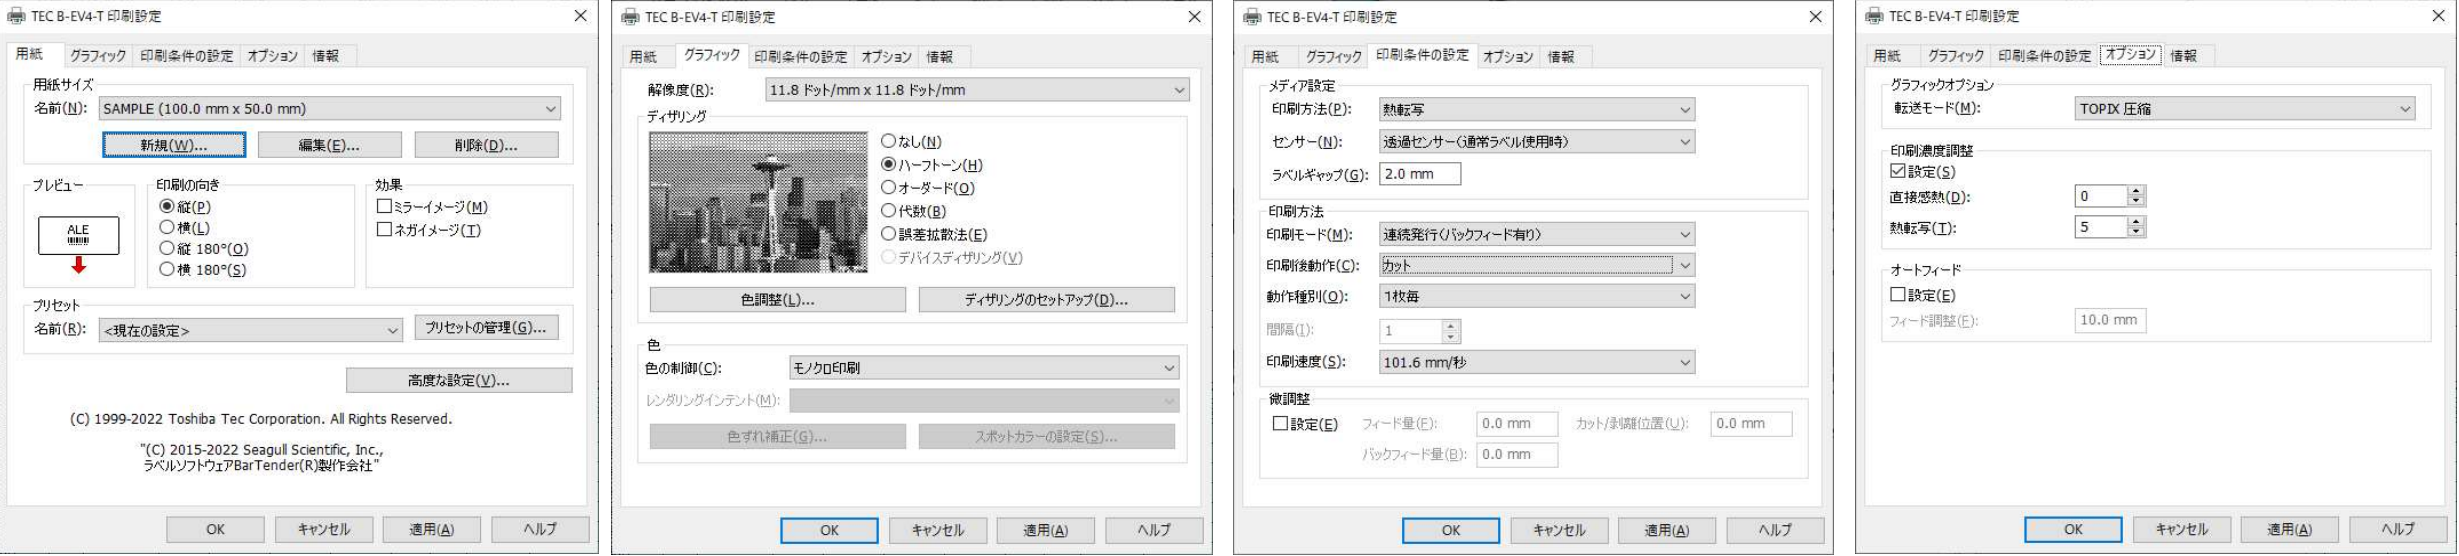 TEC B-EV4-T 印刷設定
用紙 グラフィック 印刷条件の設定 オプション 情報
用紙サイズ
名前(N): SAMPLE (100.0 mm x 50.0 mm)
新規(W)... 編集(E)... 削除(D)...
プレビュー
ALE
印刷の向き
縦(P)
横(L)
縦 180°(O)
横 180°(S)
効果
ミラーイメージ(M)
ネガイメージ(T)
プリセット
名前(R): <現在の設定> プリセットの管理(G)...
高度な設定(V)...
(C) 1999-2022 Toshiba Tec Corporation. All Rights Reserved.
"(C) 2015-2022 Seagull Scientific, Inc.,
ラベルソフトウェアBarTender(R)製作会社"
OK キャンセル 適用(A) ヘルプ
TEC B-EV4-T 印刷設定
用紙 グラフィック 印刷条件の設定 オプション 情報
解像度(R): 11.8 ドット/mm x 11.8 ドット/mm
ディザリング
なし(N)
ハーフトーン(H)
オーダード(O)
代数(B)
誤差拡散法(E)
デバイスディザリング(V)
色調整(L)... ディザリングのセットアップ(D)...
色
色の制御(C): モノクロ印刷
レンダリングインテント(M):
色ずれ補正(G)... スポットカラーの設定(S)...
OK キャンセル 適用(A) ヘルプ
TEC B-EV4-T 印刷設定
用紙 グラフィック 印刷条件の設定 オプション 情報
メディア設定
印刷方法(P): 熱転写
センサー(N): 透過センサー(通常ラベル使用時)
ラベルギャップ(G): 2.0 mm
印刷方法
印刷モード(M): 連続発行(バックフィード有り)
印刷後動作(C): カット
動作種別(O): 1枚毎
間隔(I): 1
印刷速度(S): 101.6 mm/秒
微調整
設定(E) フィード量(F): 0.0 mm カット/剥離位置(U): 0.0 mm
バックフィード量(B): 0.0 mm
OK キャンセル 適用(A) ヘルプ
TEC B-EV4-T 印刷設定
用紙 グラフィック 印刷条件の設定 オプション 情報
グラフィックオプション
転送モード(M): TOPIX 圧縮
印刷濃度調整
設定(S)
直接感熱(D): 0
熱転写(T): 5
オートフィード
設定(E)
フィード調整(F): 10.0 mm
OK キャンセル 適用(A) ヘルプ